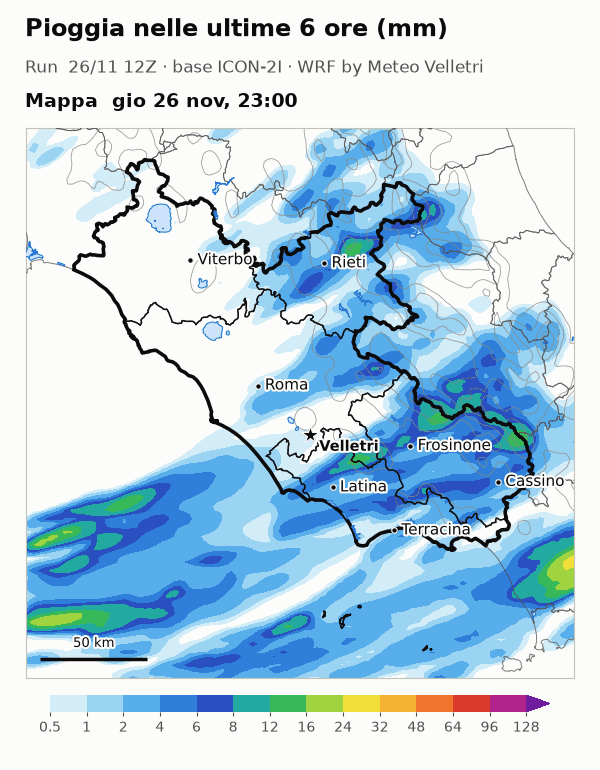 Pioggia nelle ultime 6 ore (mm)
Run  26/11 12Z · base ICON-2I · WRF by Meteo Velletri
Mappa  gio 26 nov, 23:00
Viterbo
Rieti
Roma
Velletri
Frosinone
Latina
Cassino
Terracina
50 km
0.5 1 2 4 6 8 12 16 24 32 48 64 96 128